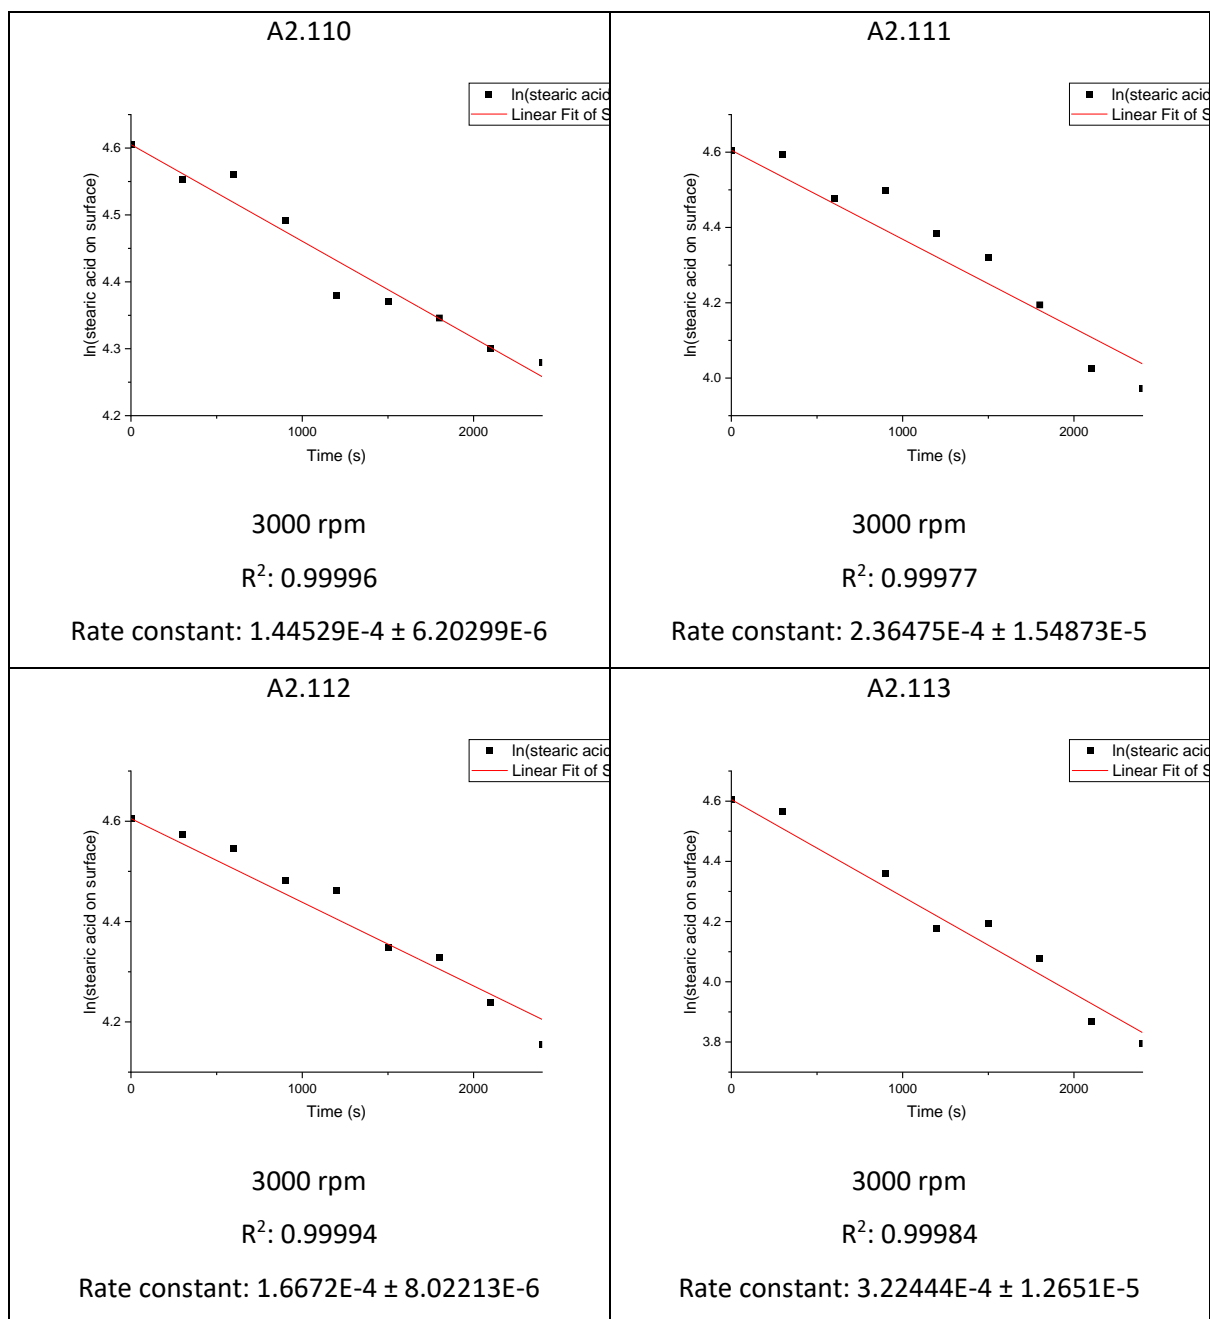 A2.110
ln(stearic acid
Linear Fit of S
ln(stearic acid on surface)
4.6
4.5
4.4
4.3
4.2
0
1000
2000
Time (s)
3000 rpm
R²: 0.99996
Rate constant: 1.44529E-4 ± 6.20299E-6
A2.111
ln(stearic acid
Linear Fit of S
ln(stearic acid on surface)
4.6
4.4
4.2
4.0
0
1000
2000
Time (s)
3000 rpm
R²: 0.99977
Rate constant: 2.36475E-4 ± 1.54873E-5
A2.112
ln(stearic acid
Linear Fit of S
ln(stearic acid on surface)
4.6
4.4
4.2
0
1000
2000
Time (s)
3000 rpm
R²: 0.99994
Rate constant: 1.6672E-4 ± 8.02213E-6
A2.113
ln(stearic acid
Linear Fit of S
ln(stearic acid on surface)
4.6
4.4
4.2
4.0
3.8
0
1000
2000
Time (s)
3000 rpm
R²: 0.99984
Rate constant: 3.22444E-4 ± 1.2651E-5